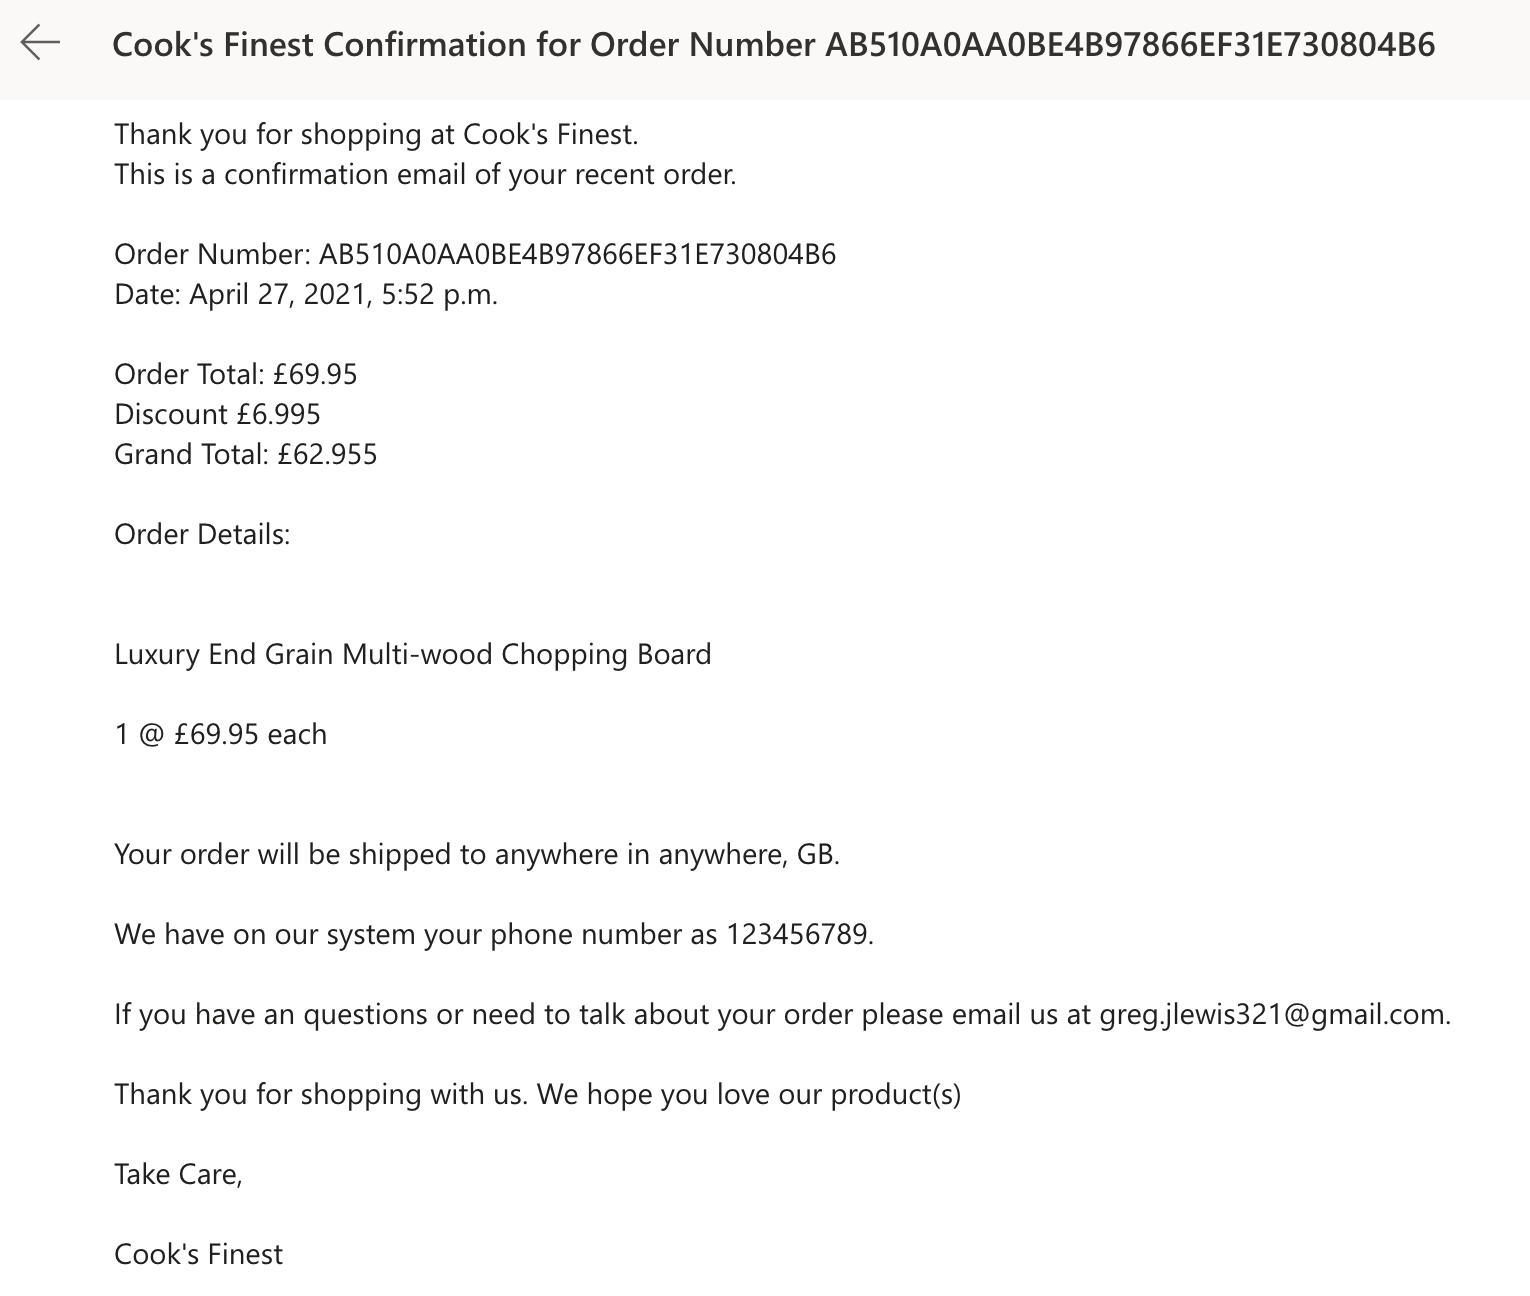 Cook's Finest Confirmation for Order Number AB510A0AA0BE4B97866EF31E730804B6
Thank you for shopping at Cook's Finest.
This is a confirmation email of your recent order.
Order Number: AB510A0AA0BE4B97866EF31E730804B6
Date: April 27, 2021, 5:52 p.m.
Order Total: £69.95
Discount £6.995
Grand Total: £62.955
Order Details:
Luxury End Grain Multi-wood Chopping Board
1 @ £69.95 each
Your order will be shipped to anywhere in anywhere, GB.
We have on our system your phone number as 123456789.
If you have an questions or need to talk about your order please email us at greg.jlewis321@gmail.com.
Thank you for shopping with us. We hope you love our product(s)
Take Care,
Cook's Finest